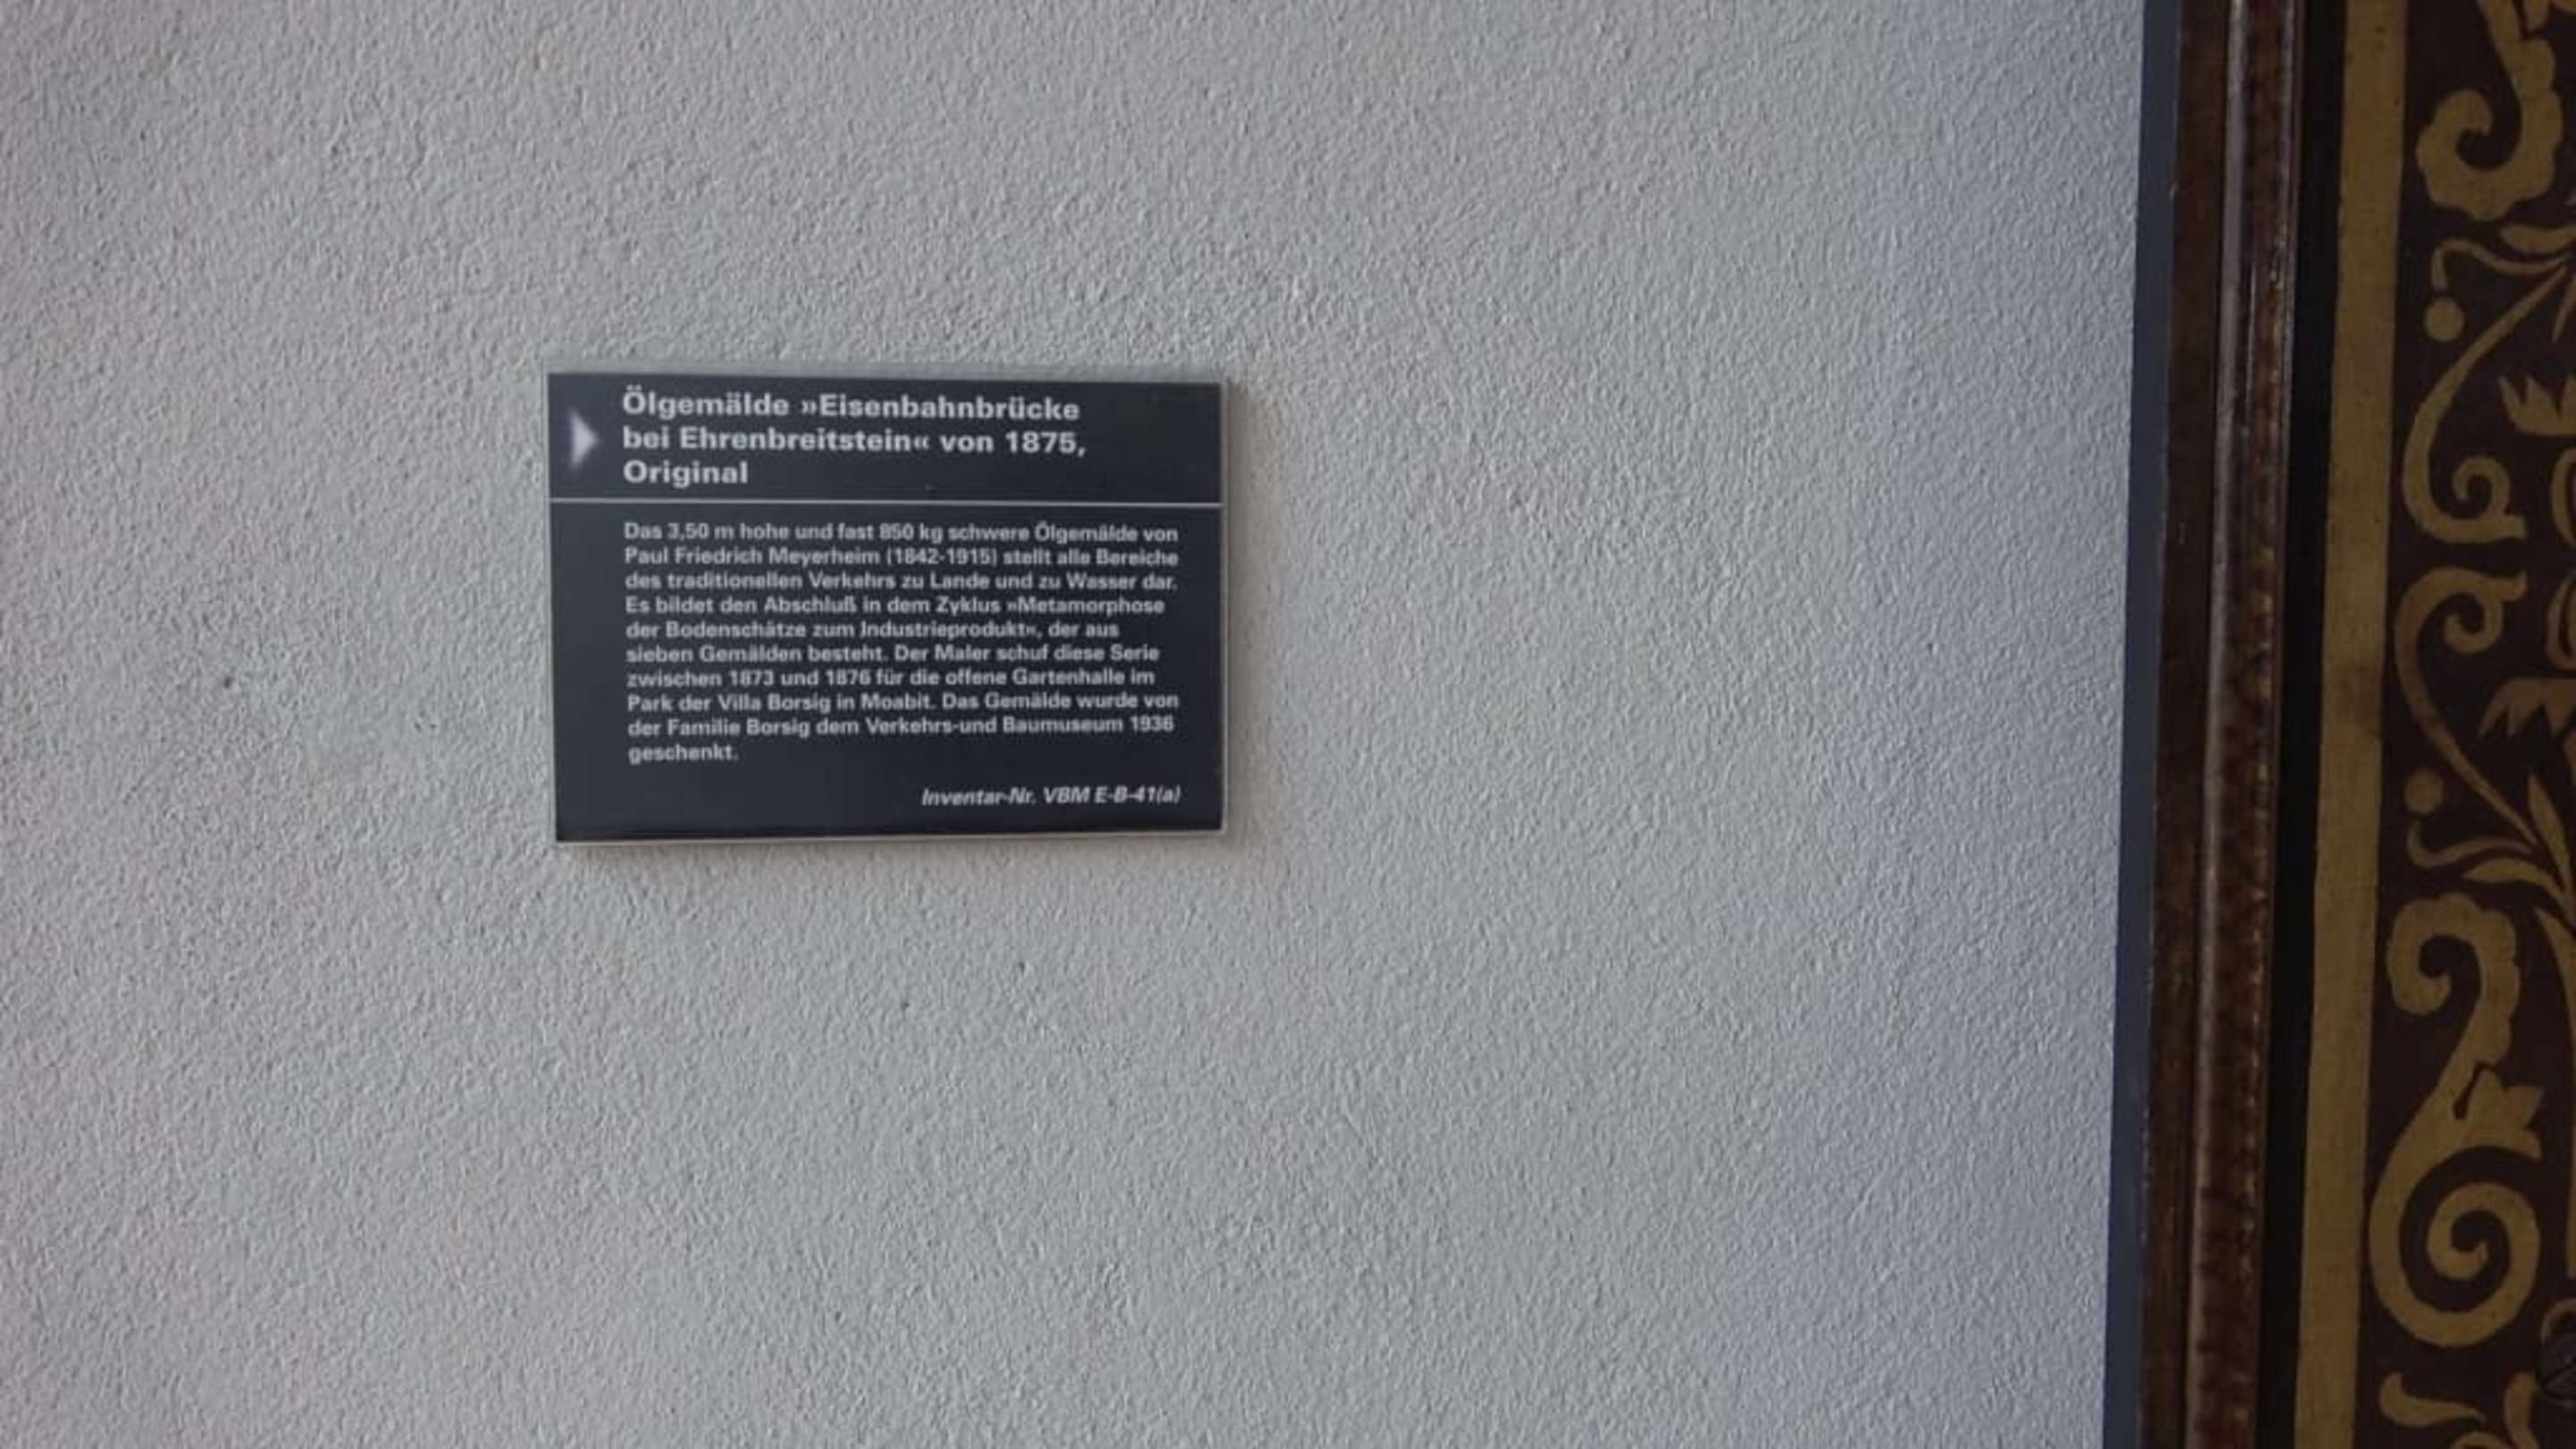 Ölgemälde »Eisenbahnbrücke
bei Ehrenbreitstein« von 1875,
Original
Das 3,50 m hohe und fast 850 kg schwere Ölgemälde von
Paul Friedrich Meyerheim (1842-1915) stellt alle Bereiche
des traditionellen Verkehrs zu Lande und zu Wasser dar.
Es bildet den Abschluß in dem Zyklus »Metamorphose
der Bodenschätze zum Industrieprodukt«, der aus
sieben Gemälden besteht. Der Maler schuf diese Serie
zwischen 1873 und 1876 für die offene Gartenhalle im
Park der Villa Borsig in Moabit. Das Gemälde wurde von
der Familie Borsig dem Verkehrs-und Baumuseum 1936
geschenkt.
Inventar-Nr. VBM E-B-41(a)